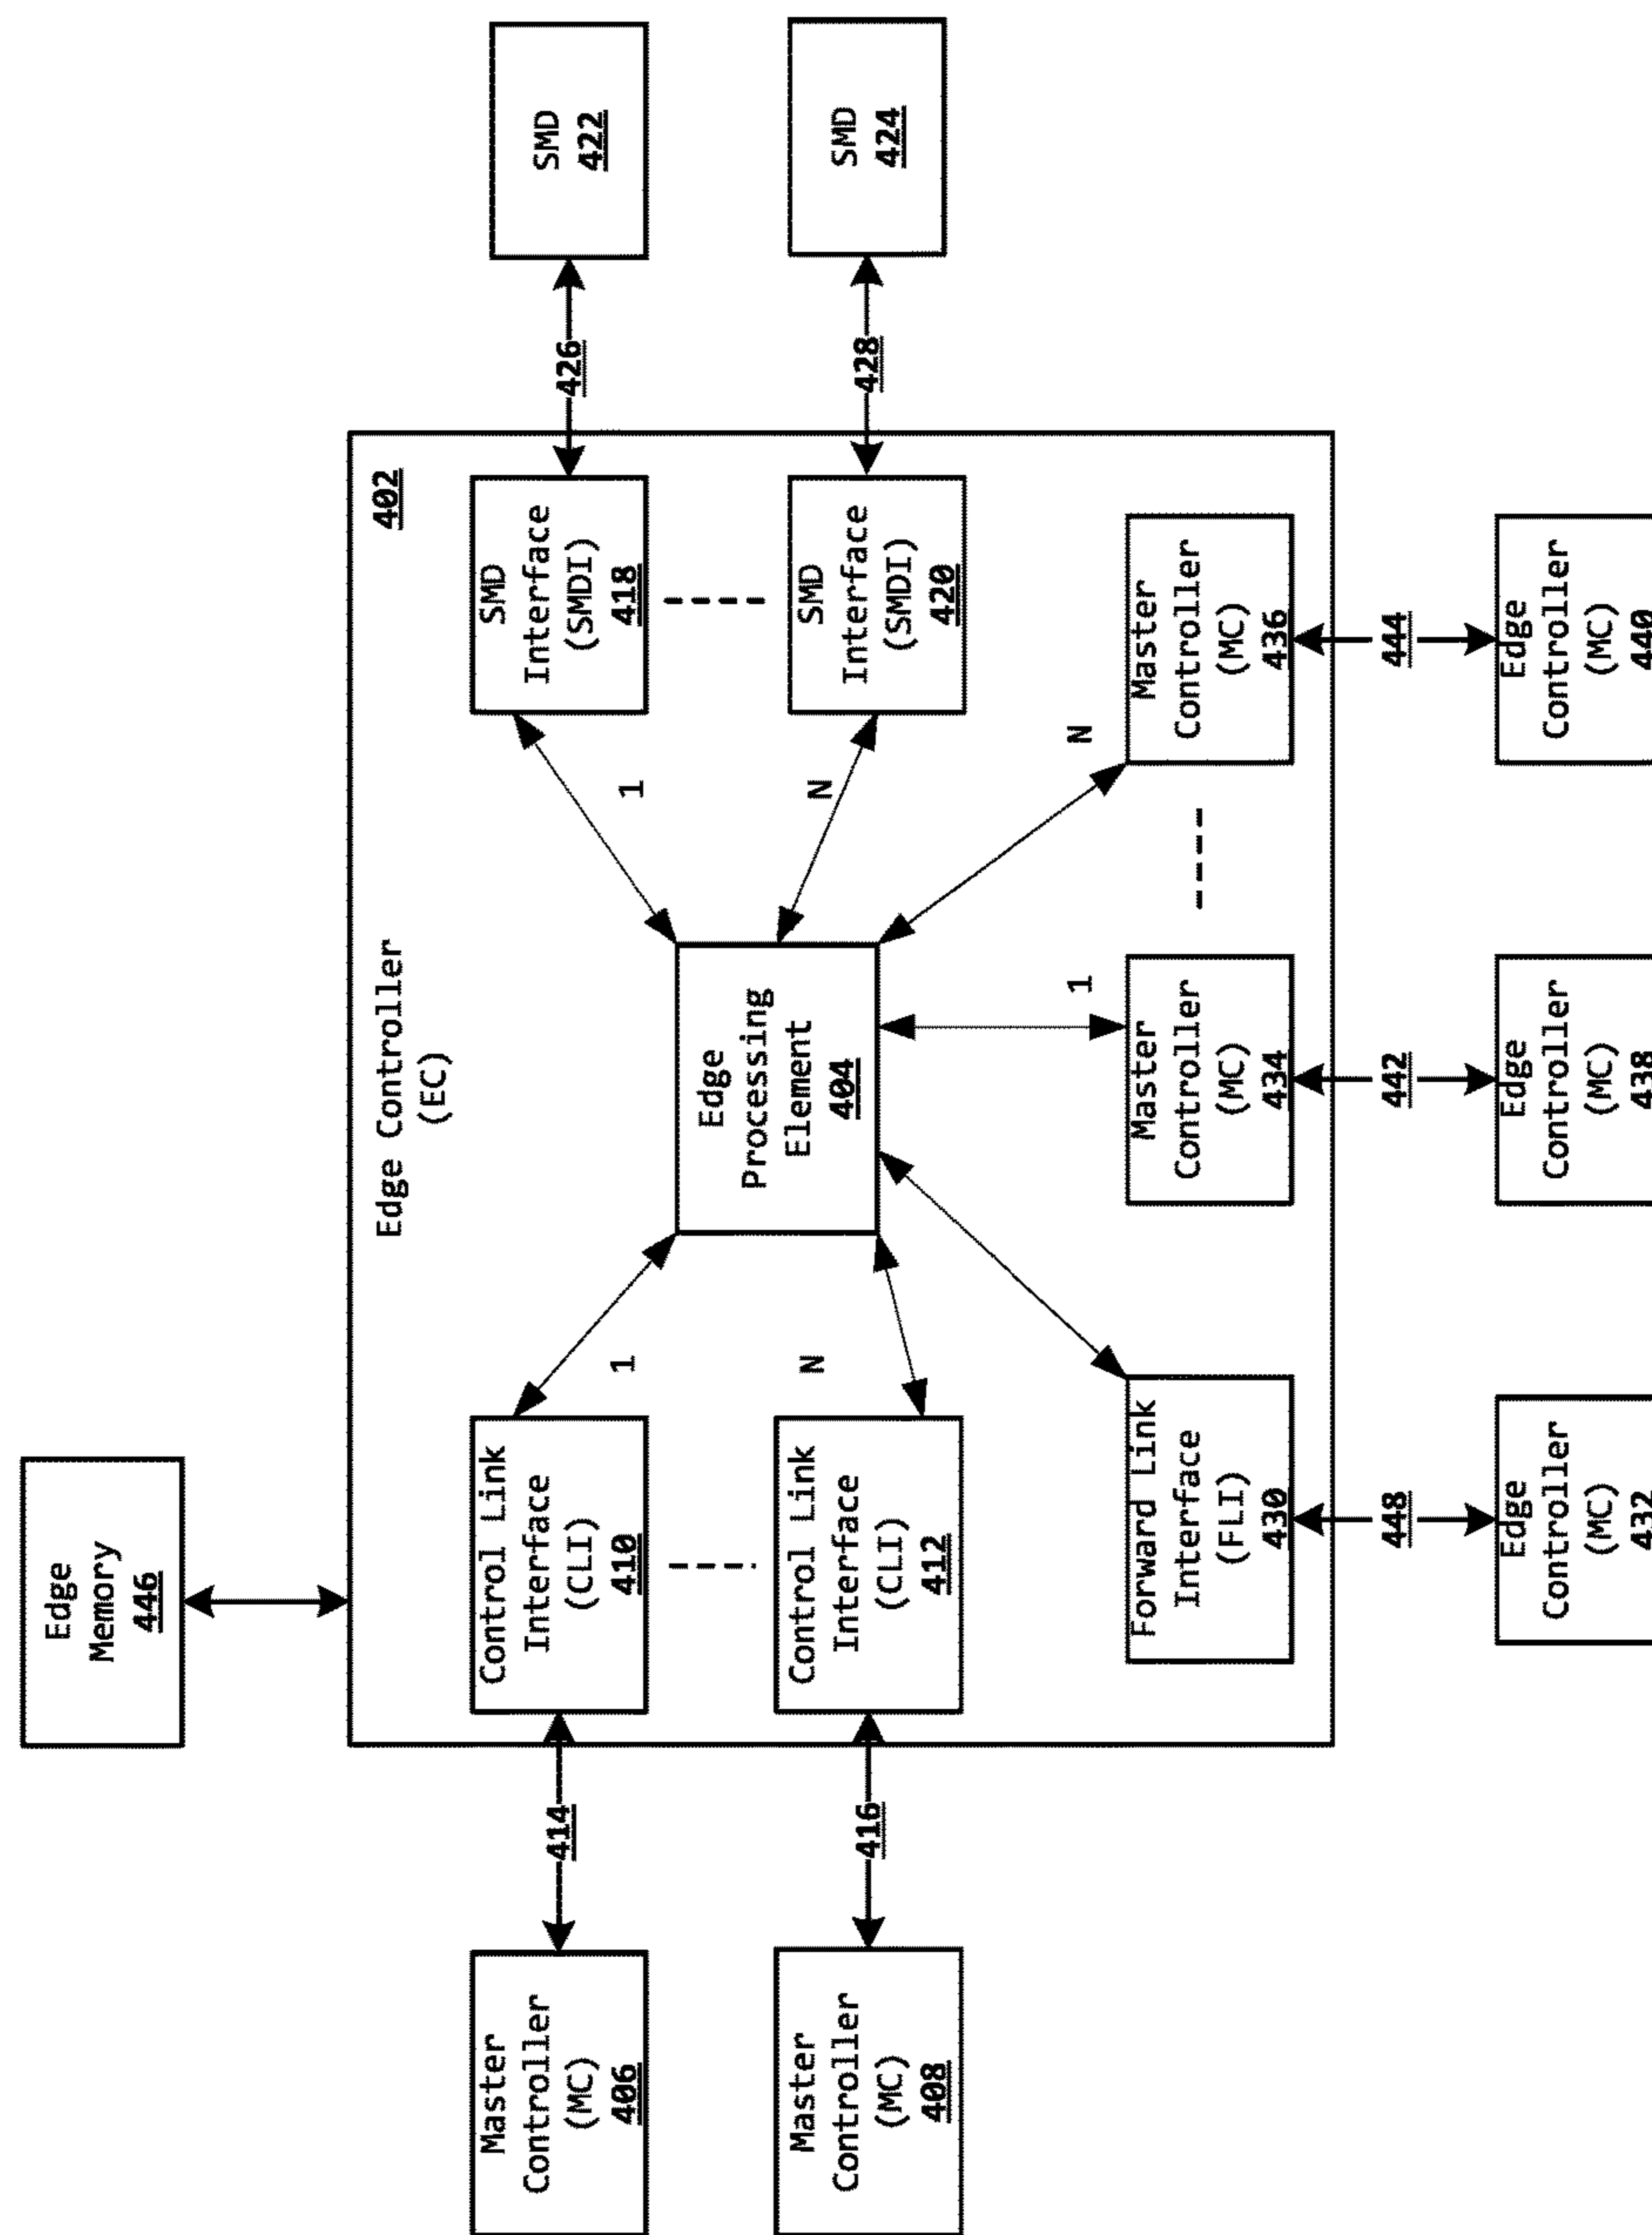 Edge
Memory
446
Edge Controller
(EC)
402
Master
Controller
(MC)
406
414
Control Link
Interface
(CLI)
410
1
1
SMD
Interface
(SMDI)
418
426
SMD
422
Edge
Processing
Element
404
Master
Controller
(MC)
408
416
Control Link
Interface
(CLI)
412
N
N
SMD
Interface
(SMDI)
420
428
SMD
424
1
N
Forward Link
Interface
(FLI)
430
Master
Controller
(MC)
434
Master
Controller
(MC)
436
448
442
444
Edge
Controller
(MC)
432
Edge
Controller
(MC)
438
Edge
Controller
(MC)
440